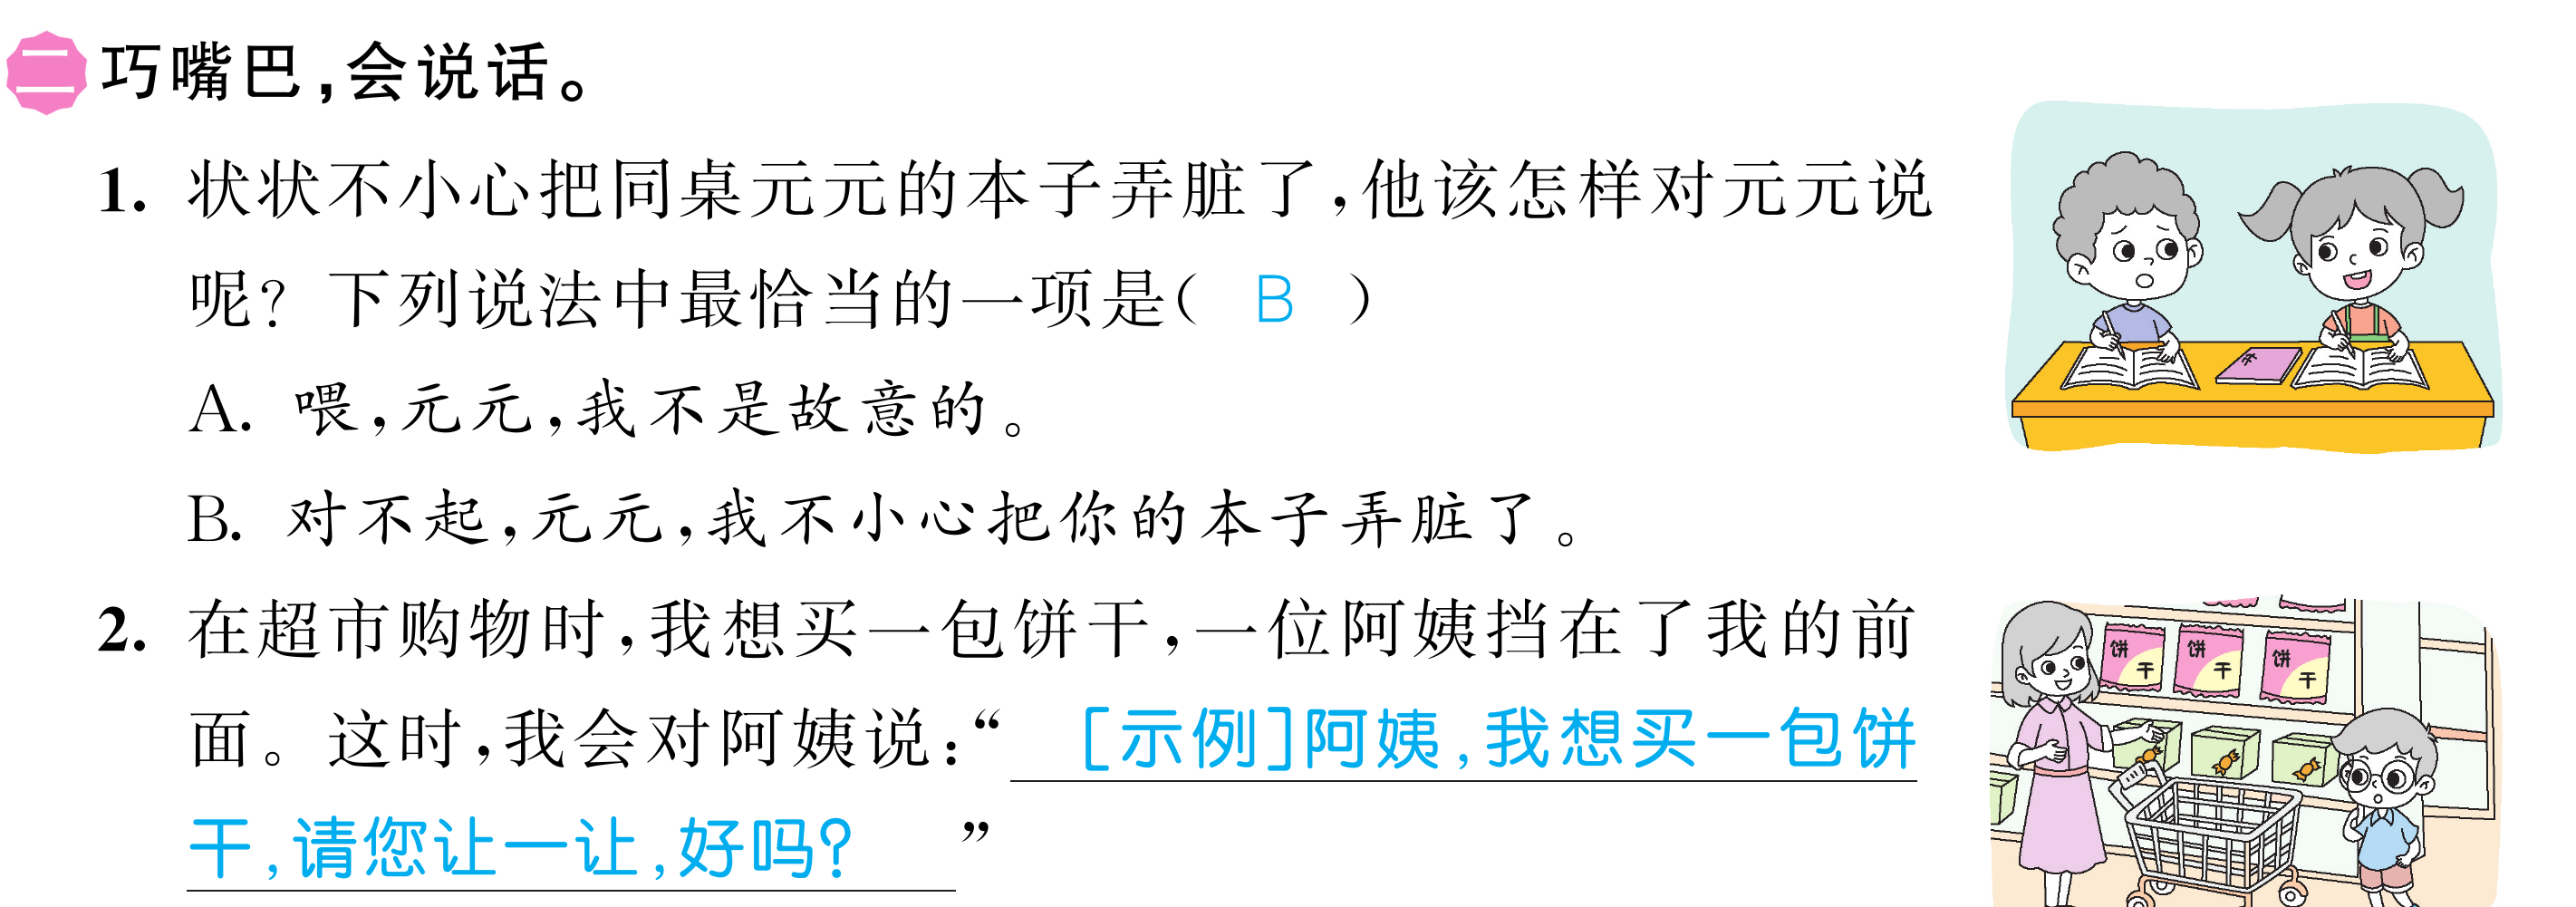 二 巧嘴巴,会说话。
1. 状状不小心把同桌元元的本子弄脏了,他该怎样对元元说
呢? 下列说法中最恰当的一项是( B )
A. 喂,元元,我不是故意的。
B. 对不起,元元,我不小心把你的本子弄脏了。
2. 在超市购物时,我想买一包饼干,一位阿姨挡在了我的前
面。这时,我会对阿姨说:“ [示例]阿姨,我想买一包饼
干,请您让一让,好吗? ”
饼干
饼干
饼干